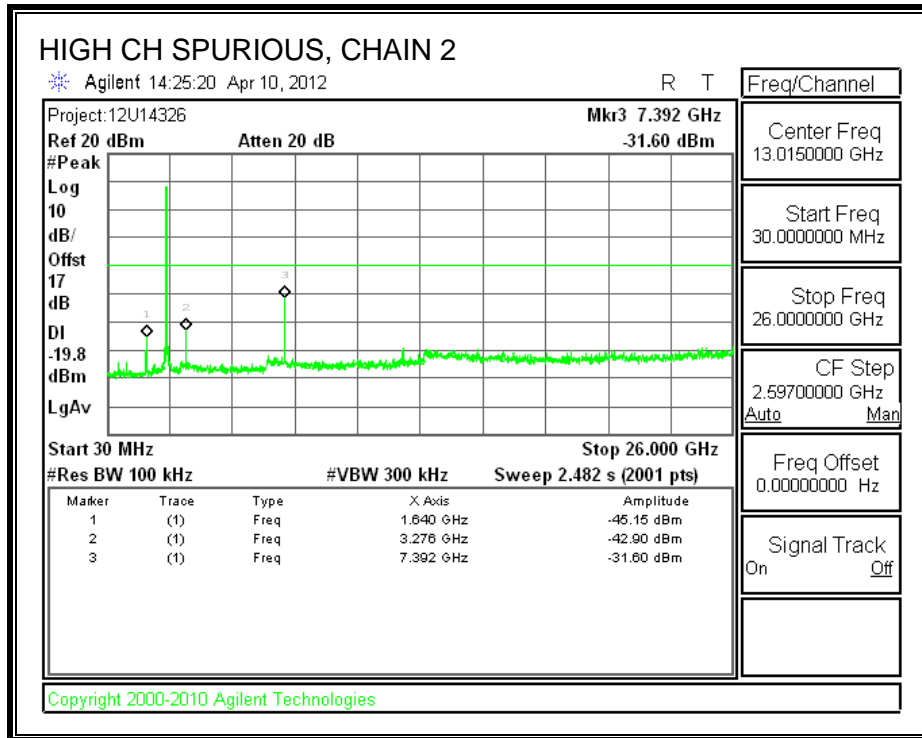 HIGH CH SPURIOUS, CHAIN 2
Agilent 14:25:20 Apr 10, 2012 R T
Freq/Channel
Project:12U14326 Mkr3 7.392 GHz
Ref 20 dBm Atten 20 dB -31.60 dBm
#Peak
Log
10
dB/
Offst
17
dB
DI
-19.8
dBm
LgAv
1
2
3
Start 30 MHz Stop 26.000 GHz
#Res BW 100 kHz #VBW 300 kHz Sweep 2.482 s (2001 pts)
Marker Trace Type X Axis Amplitude
1 (1) Freq 1.640 GHz -45.15 dBm
2 (1) Freq 3.276 GHz -42.90 dBm
3 (1) Freq 7.392 GHz -31.60 dBm
Center Freq
13.0150000 GHz
Start Freq
30.0000000 MHz
Stop Freq
26.0000000 GHz
CF Step
2.59700000 GHz
Auto Man
Freq Offset
0.00000000 Hz
Signal Track
On Off
Copyright 2000-2010 Agilent Technologies